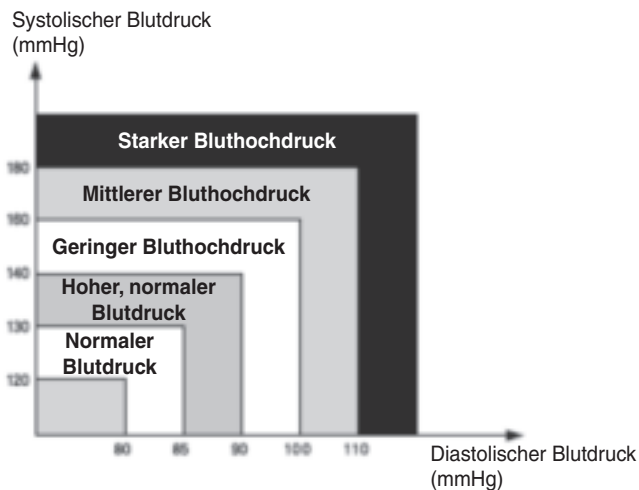 Systolischer Blutdruck
(mmHg)
Starker Bluthochdruck
180
Mittlerer Bluthochdruck
160
Geringer Bluthochdruck
140
Hoher, normaler
Blutdruck
130
Normaler
Blutdruck
120
80 85 90 100 110
Diastolischer Blutdruck
(mmHg)